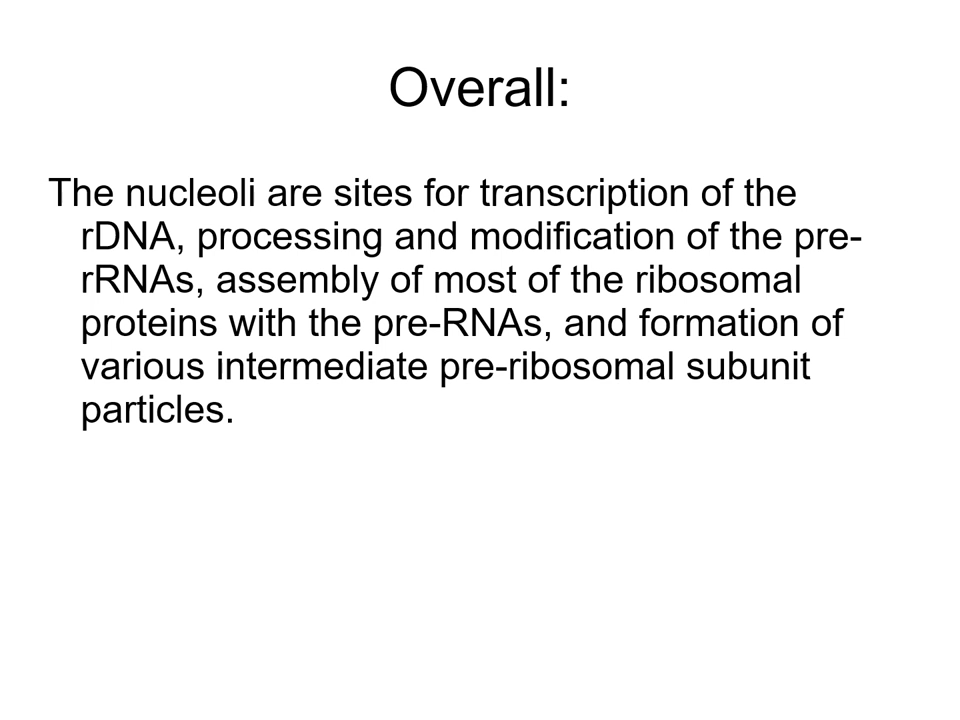 Overall:
The nucleoli are sites for transcription of the
rDNA, processing and modification of the pre-
rRNAs, assembly of most of the ribosomal
proteins with the pre-RNAs, and formation of
various intermediate pre-ribosomal subunit
particles.